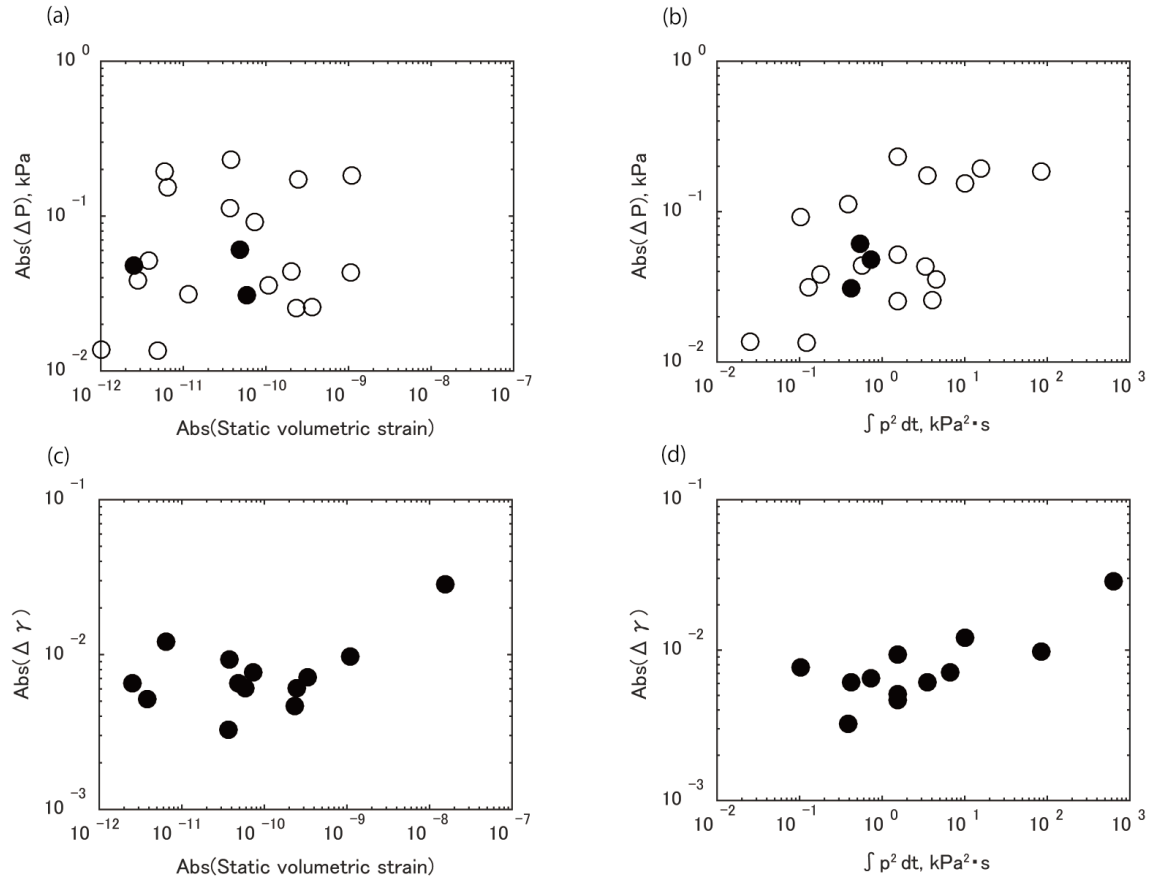 (a)
(b)
10 0
10 -1
10 -2
Abs(ΔP), kPa
10 -12 10 -11 10 -10 10 -9 10 -8 10 -7
Abs(Static volumetric strain)
10 0
10 -1
10 -2
Abs(ΔP), kPa
10 -2 10 -1 10 0 10 1 10 2 10 3
∫ p² dt, kPa²・s
(c)
(d)
10 -1
10 -2
10 -3
Abs(Δγ)
10 -12 10 -11 10 -10 10 -9 10 -8 10 -7
Abs(Static volumetric strain)
10 -1
10 -2
10 -3
Abs(Δγ)
10 -2 10 -1 10 0 10 1 10 2 10 3
∫ p² dt, kPa²・s